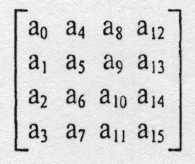 a₀ a₄ a₈ a₁₂
a₁ a₅ a₉ a₁₃
a₂ a₆ a₁₀ a₁₄
a₃ a₇ a₁₁ a₁₅